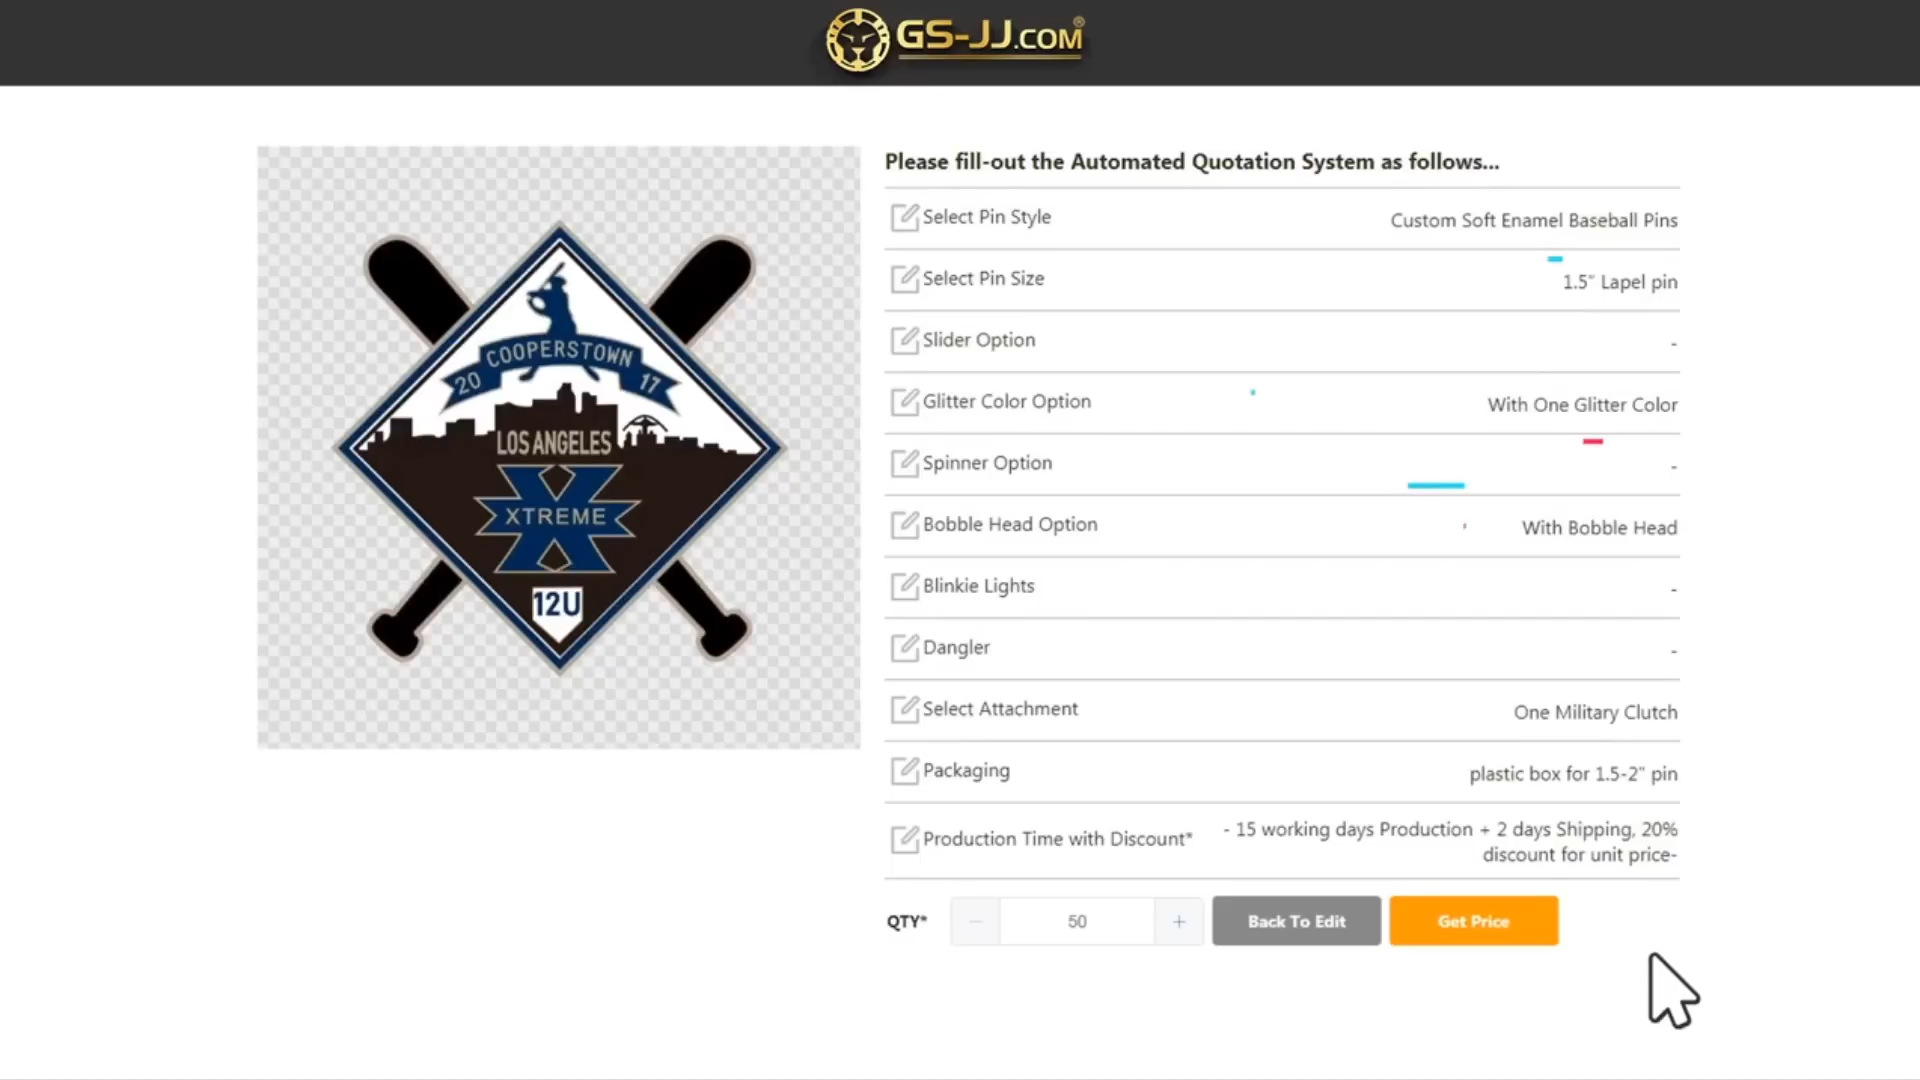 GS-JJ.COM®
Please fill-out the Automated Quotation System as follows...
Select Pin Style
Custom Soft Enamel Baseball Pins
Select Pin Size
1.5" Lapel pin
Slider Option
-
Glitter Color Option
With One Glitter Color
Spinner Option
-
Bobble Head Option
With Bobble Head
Blinkie Lights
-
Dangler
-
Select Attachment
One Military Clutch
Packaging
plastic box for 1.5-2" pin
Production Time with Discount*
- 15 working days Production + 2 days Shipping, 20%
discount for unit price-
QTY*
− 50 +
Back To Edit
Get Price
COOPERSTOWN
20 17
LOS ANGELES
XTREME
12U